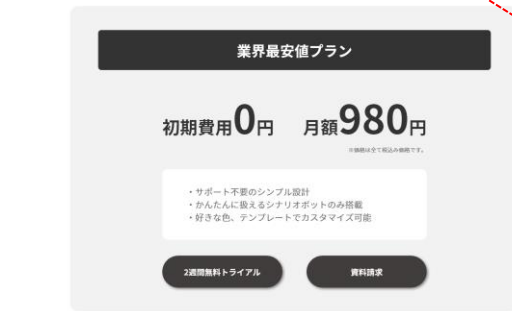 業界最安値プラン
初期費用0円 月額980円
※価格は全て税込み価格です。
・サポート不要のシンプル設計
・かんたんに扱えるシナリオボットのみ搭載
・好きな色、テンプレートでカスタマイズ可能
2週間無料トライアル 資料請求